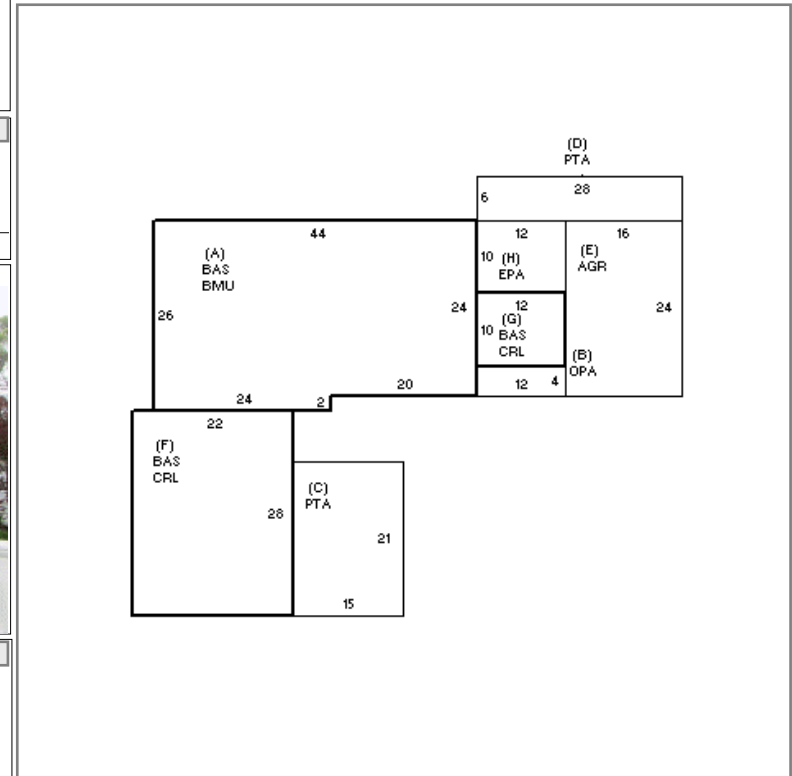 (D)
PTA
28
6
44
12
16
(A)
BAS
BMU
10
(H)
EPA
(E)
AGR
26
24
12
(G)
10
BAS
CRL
24
(B)
OPA
20
12
4
24
2
22
(F)
BAS
CRL
(C)
PTA
28
21
15